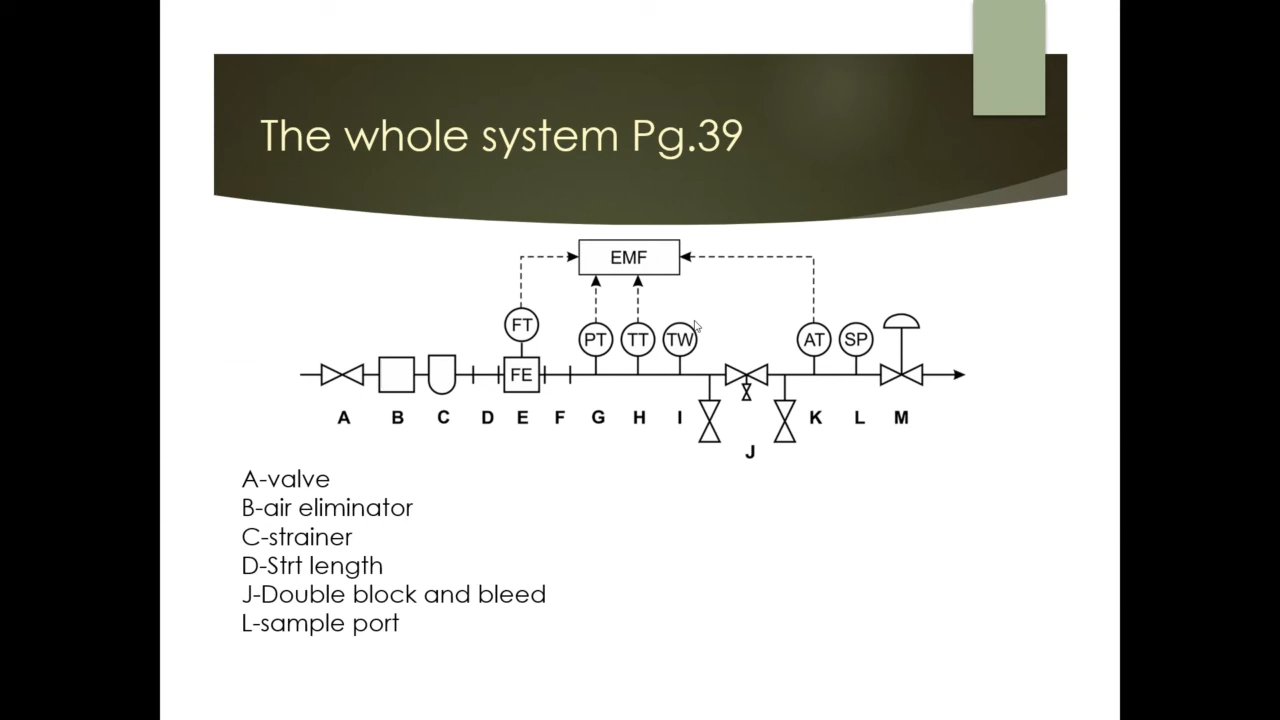 The whole system Pg.39
EMF
FT
PT TT TW AT SP
FE
A B C D E F G H I K L M
J
A-valve
B-air eliminator
C-strainer
D-Strt length
J-Double block and bleed
L-sample port